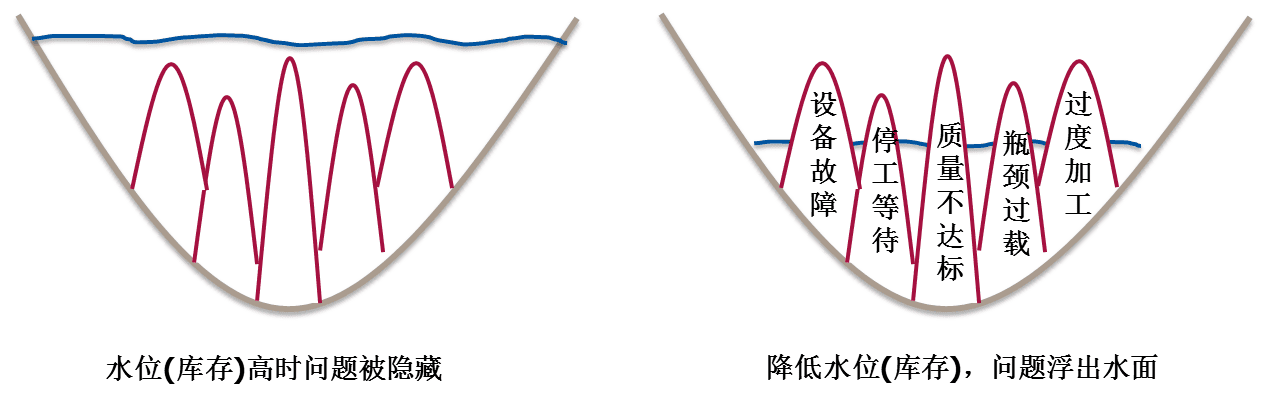 设备故障
停工等待
质量不达标
瓶颈过载
过度加工
水位(库存)高时问题被隐藏
降低水位(库存)，问题浮出水面